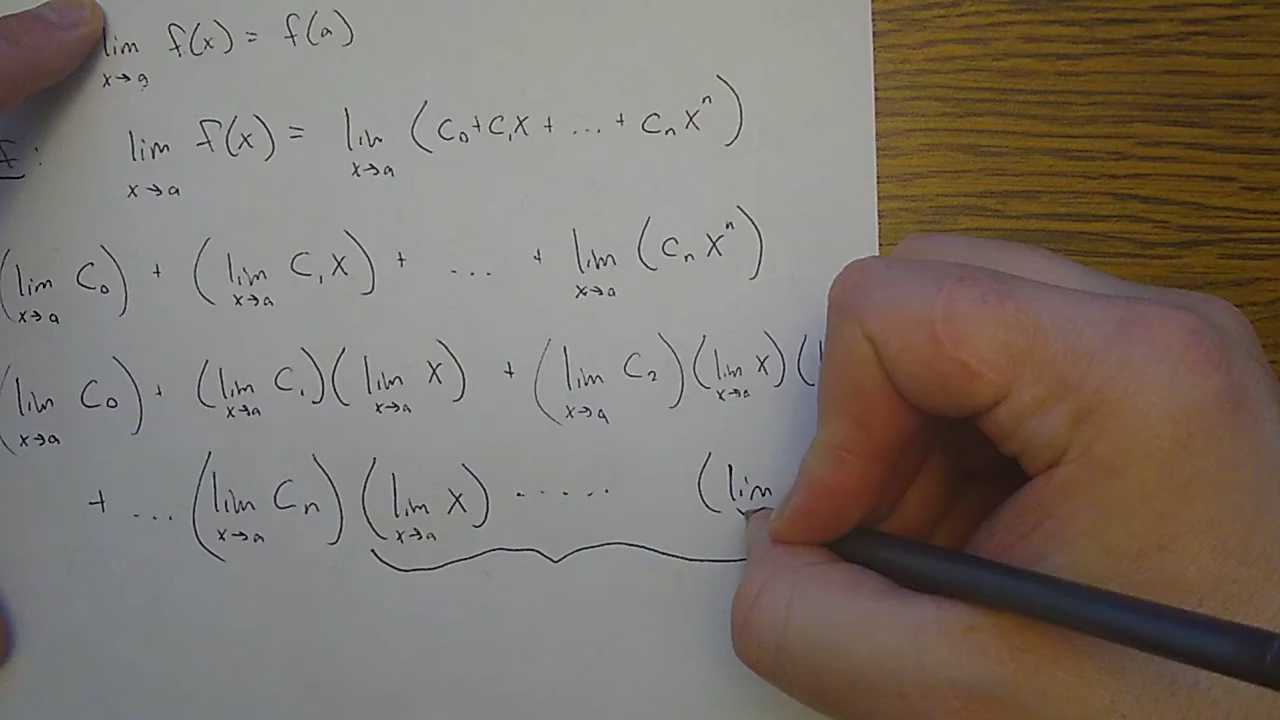 lim x→a f(x) = f(a)
: lim x→a f(x) = lim x→a (c₀+c₁x + ... + cₙxⁿ)
(lim x→a c₀) + (lim x→a c₁x) + ... + lim x→a (cₙxⁿ)
(lim x→a c₀) + (lim x→a c₁)(lim x→a x) + (lim x→a c₂)(lim x→a x)(
+ ... (lim x→a cₙ)(lim x→a x) ..... (lim